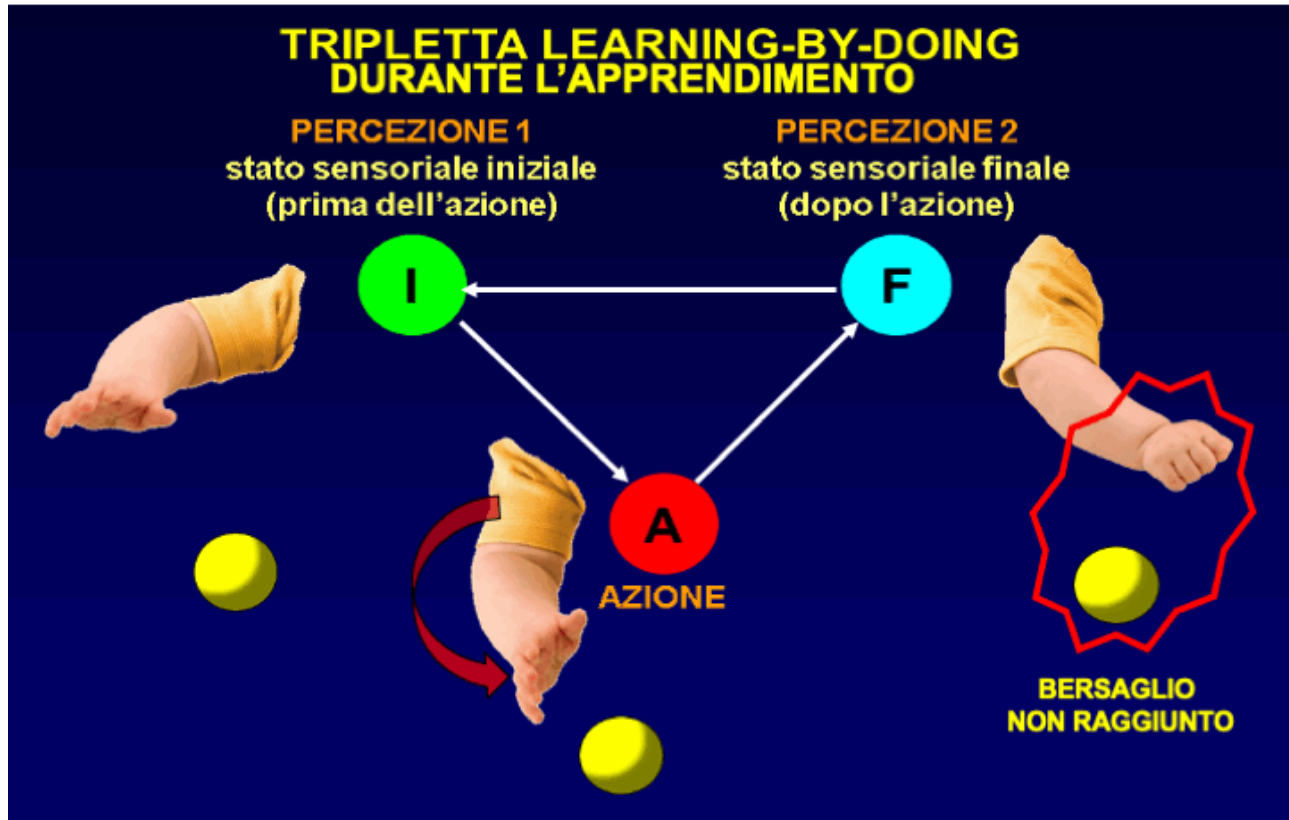 TRIPLETTA LEARNING-BY-DOING
DURANTE L'APPRENDIMENTO
PERCEZIONE 1
stato sensoriale iniziale
(prima dell'azione)
PERCEZIONE 2
stato sensoriale finale
(dopo l'azione)
I
F
A
AZIONE
BERSAGLIO
NON RAGGIUNTO